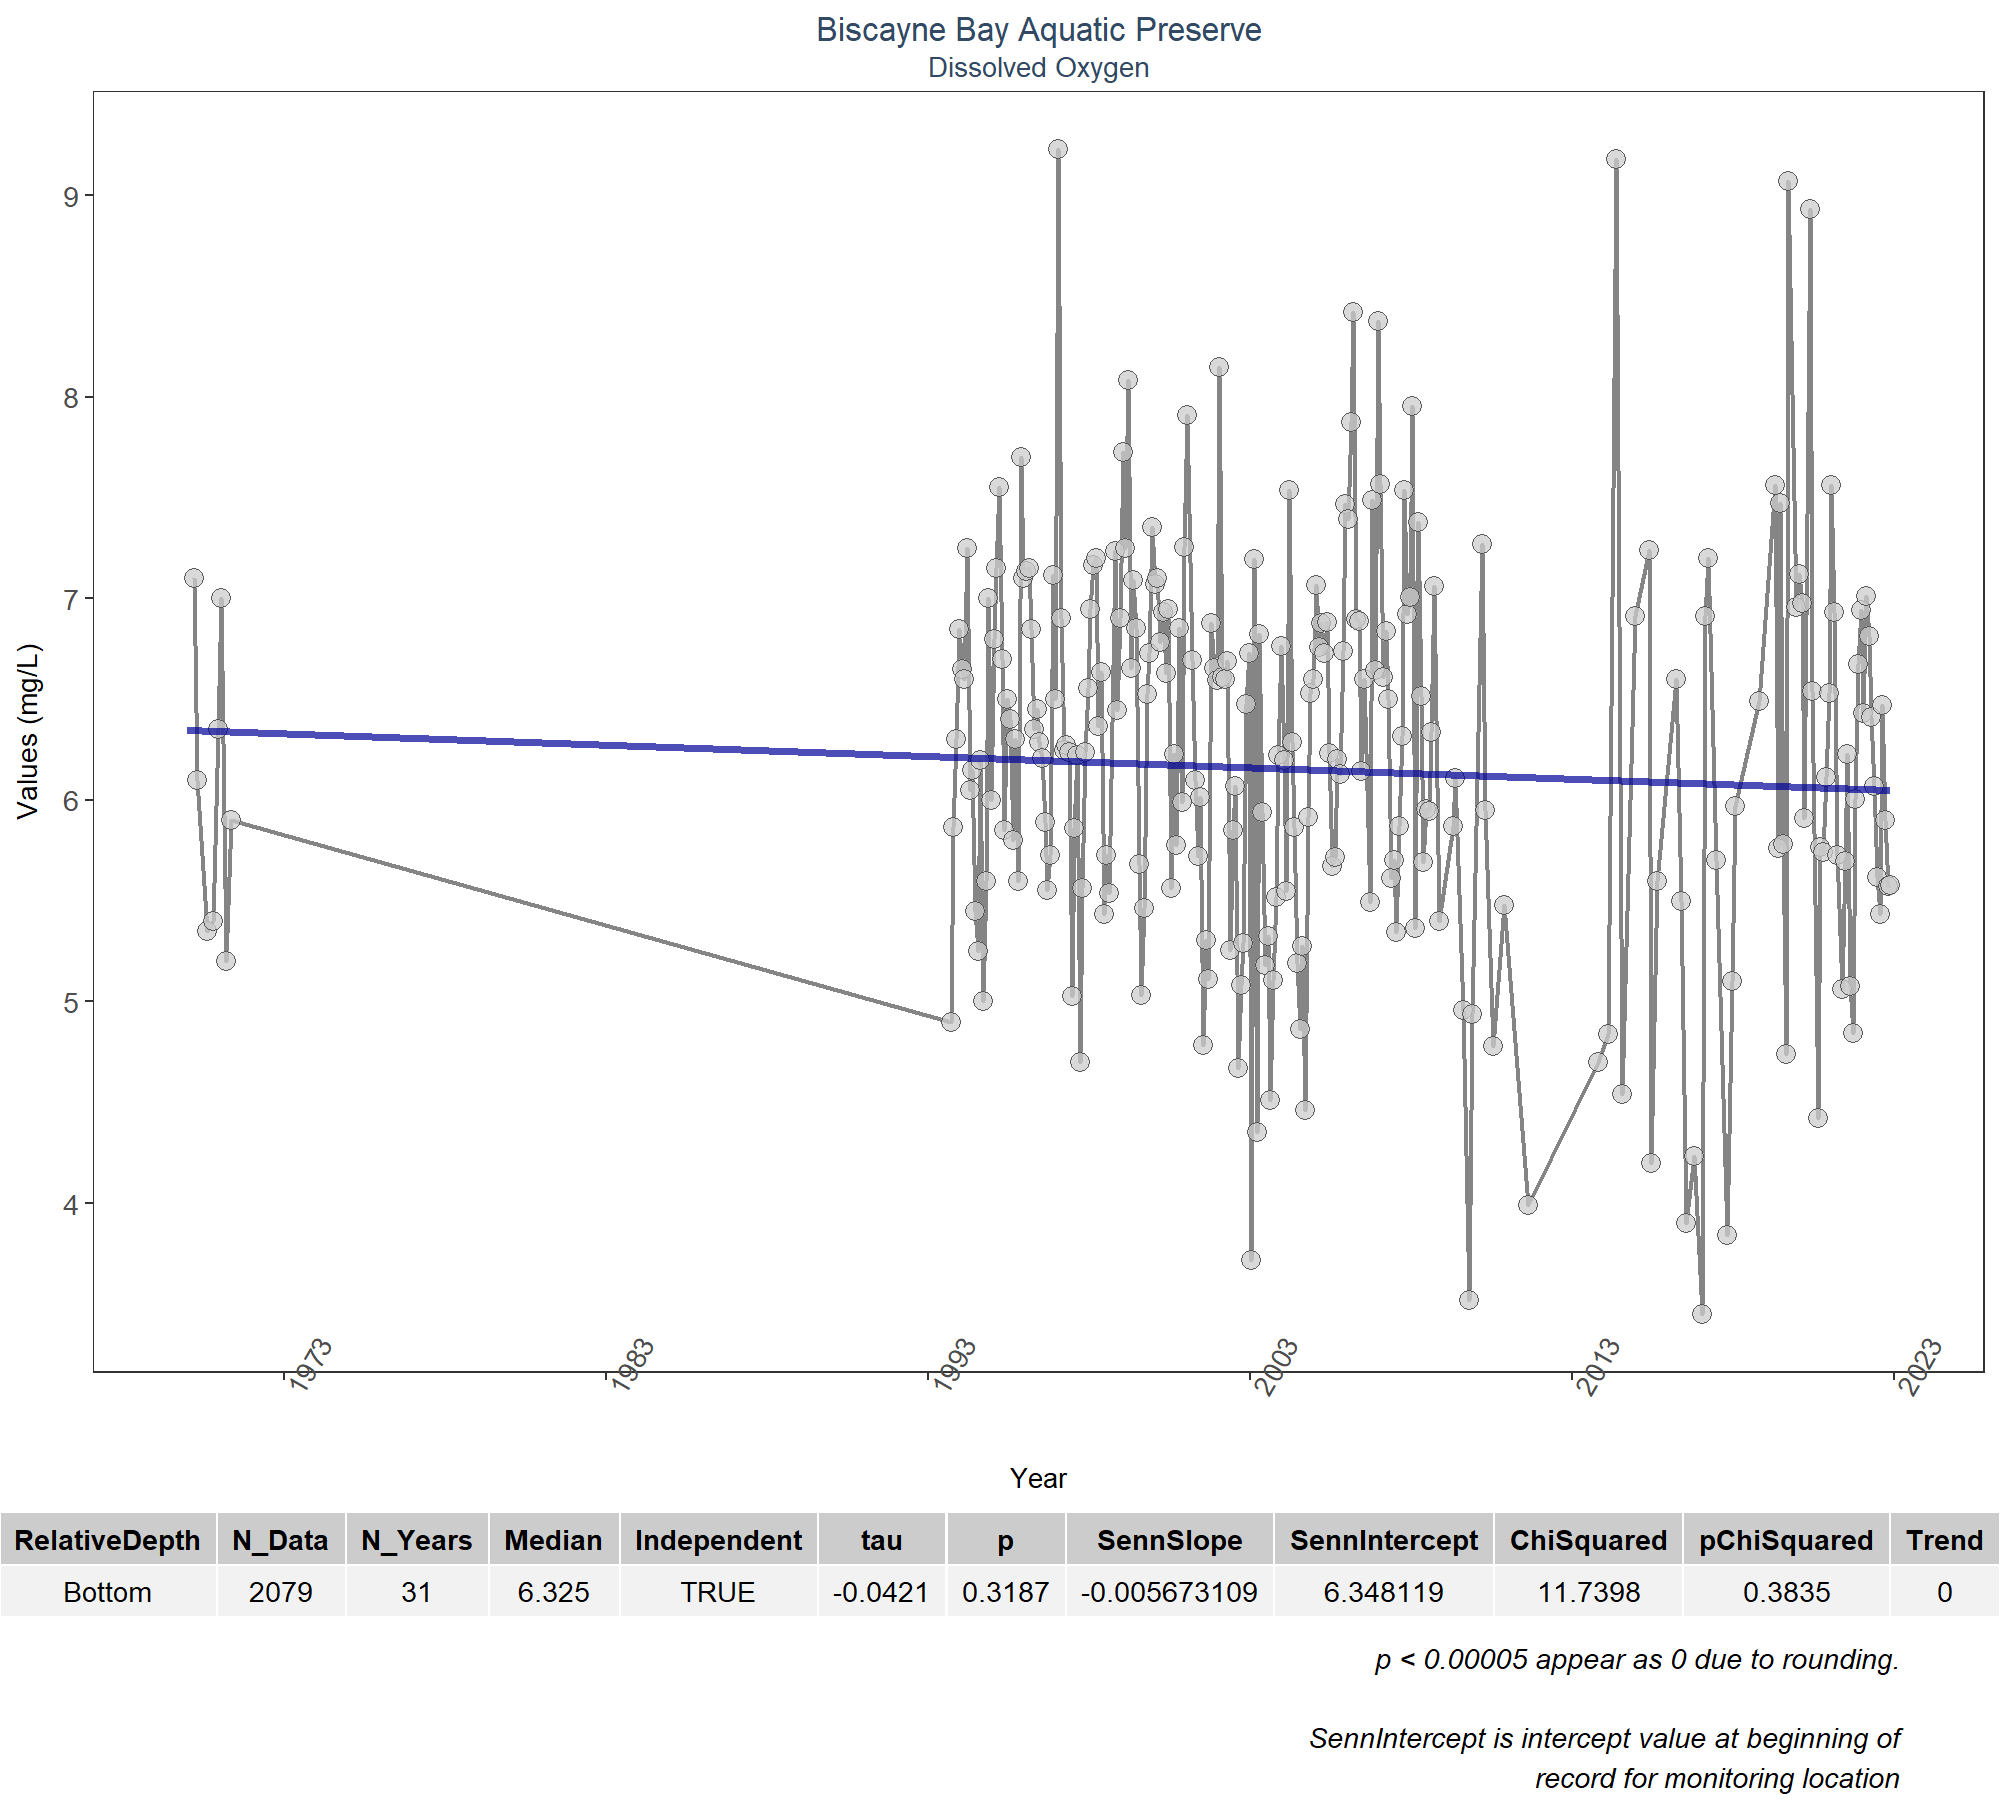 Biscayne Bay Aquatic Preserve
Dissolved Oxygen
Values (mg/L)
9
8
7
6
5
4
1973 1983 1993 2003 2013 2023
Year
RelativeDepth N_Data N_Years Median Independent tau p SennSlope SennIntercept ChiSquared pChiSquared Trend
Bottom 2079 31 6.325 TRUE -0.0421 0.3187 -0.005673109 6.348119 11.7398 0.3835 0
p < 0.00005 appear as 0 due to rounding.
SennIntercept is intercept value at beginning of
record for monitoring location